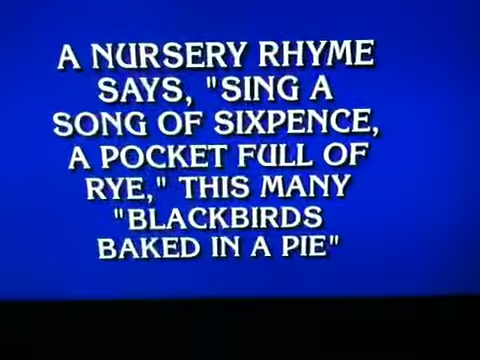 A NURSERY RHYME
SAYS, "SING A
SONG OF SIXPENCE,
A POCKET FULL OF
RYE," THIS MANY
"BLACKBIRDS
BAKED IN A PIE"